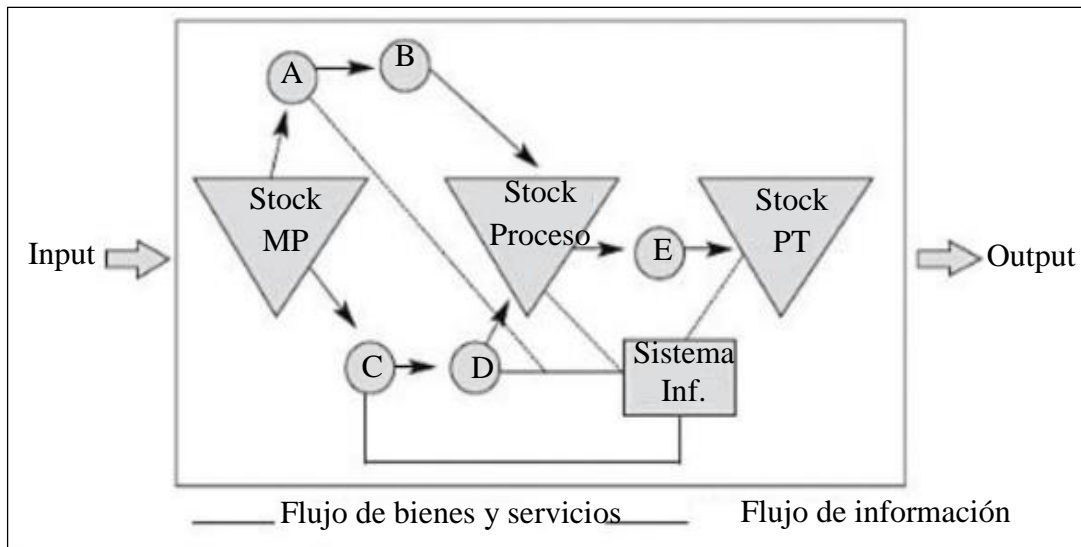 A
B
Stock
MP
Stock
Proceso
Stock
PT
Input
E
Output
C
D
Sistema
Inf.
Flujo de bienes y servicios
Flujo de información